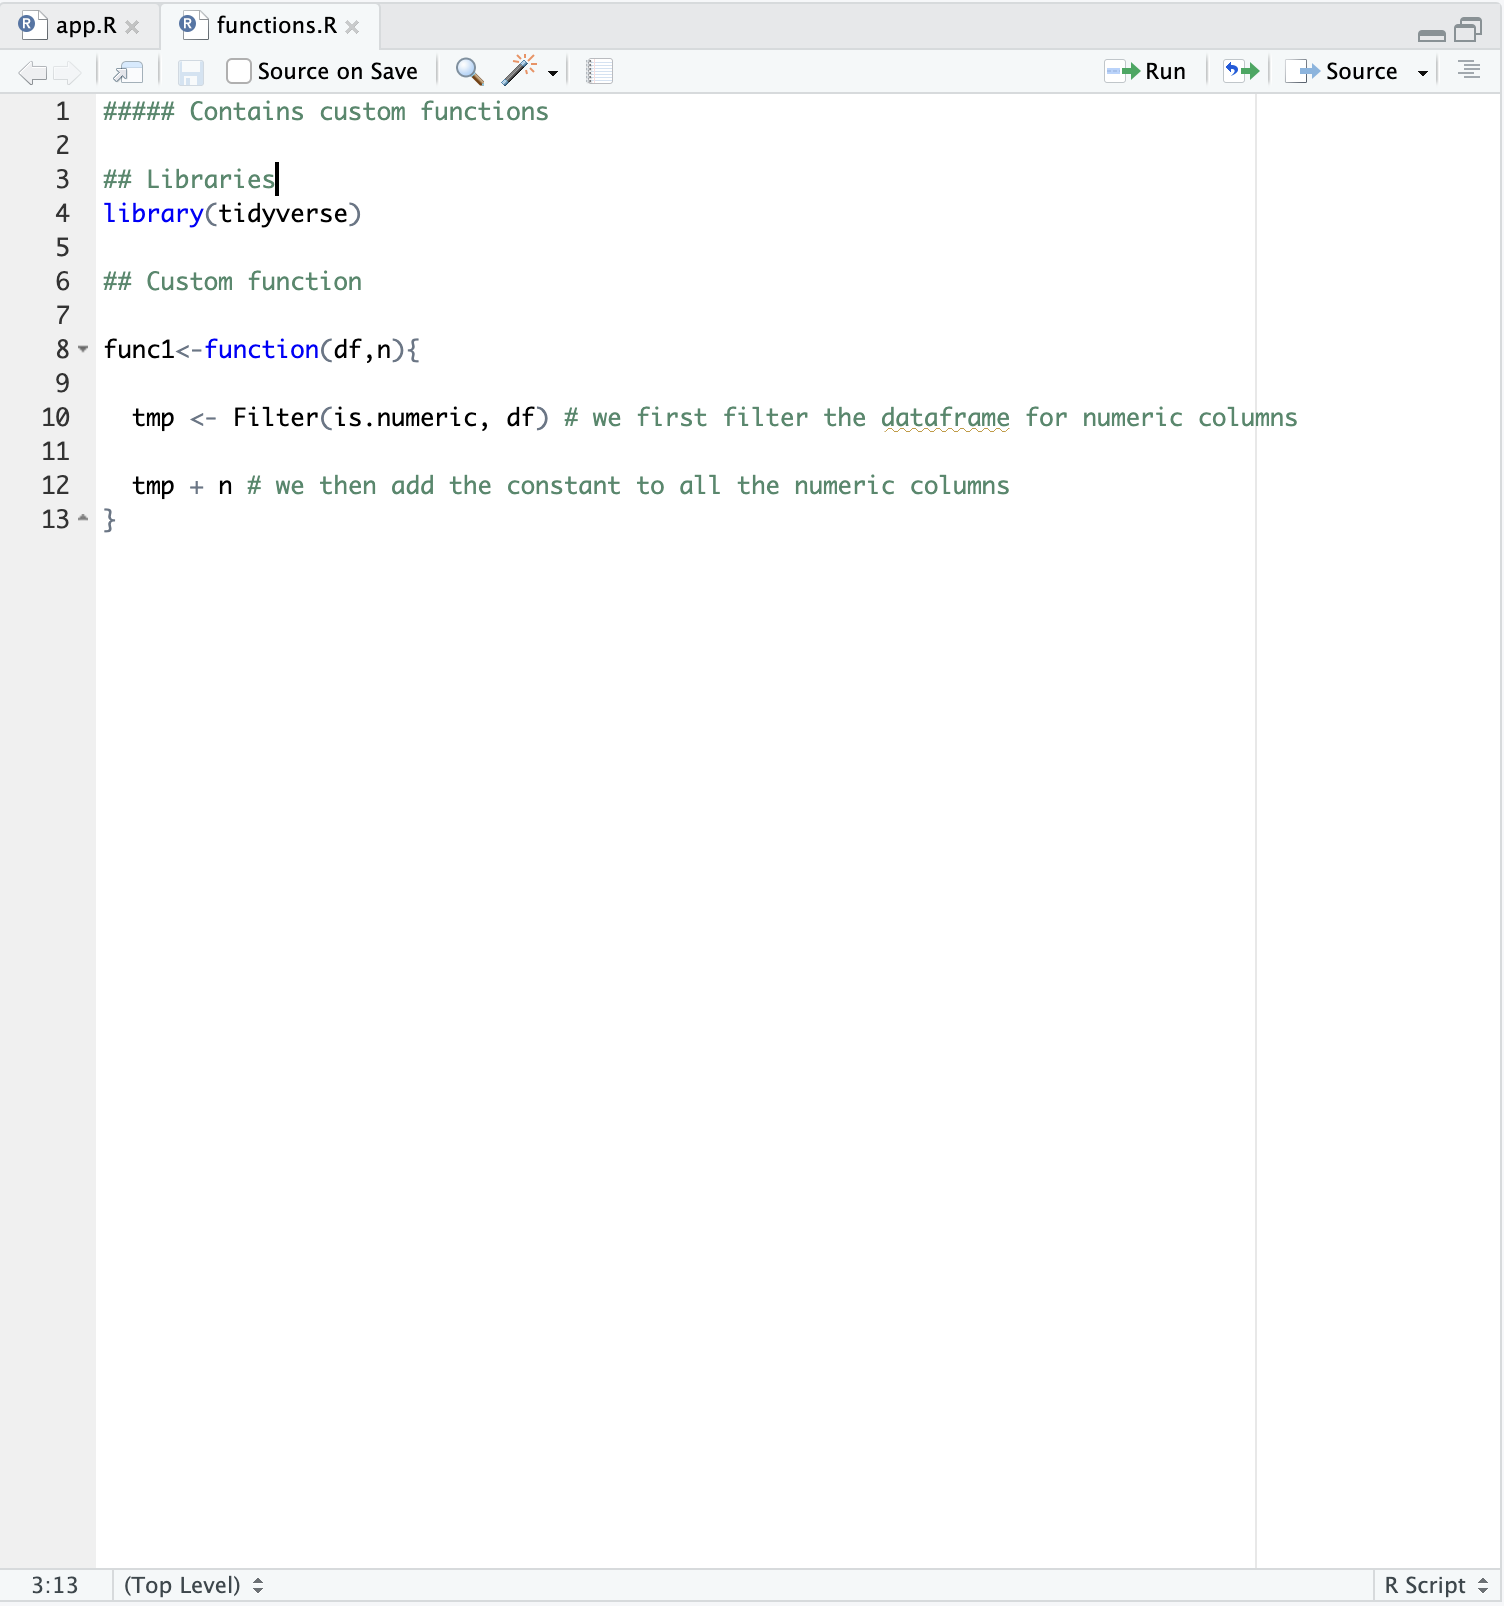 app.R functions.R
Source on Save Run Source
1 ##### Contains custom functions
2
3 ## Libraries
4 library(tidyverse)
5
6 ## Custom function
7
8 func1<-function(df,n){
9
10 tmp <- Filter(is.numeric, df) # we first filter the dataframe for numeric columns
11
12 tmp + n # we then add the constant to all the numeric columns
13 }
3:13 (Top Level) R Script